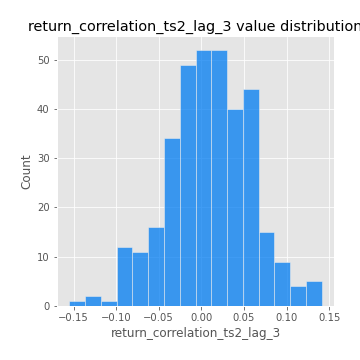 return_correlation_ts2_lag_3 value distribution
50
40
30
20
10
0
Count
−0.15 −0.10 −0.05 0.00 0.05 0.10 0.15
return_correlation_ts2_lag_3